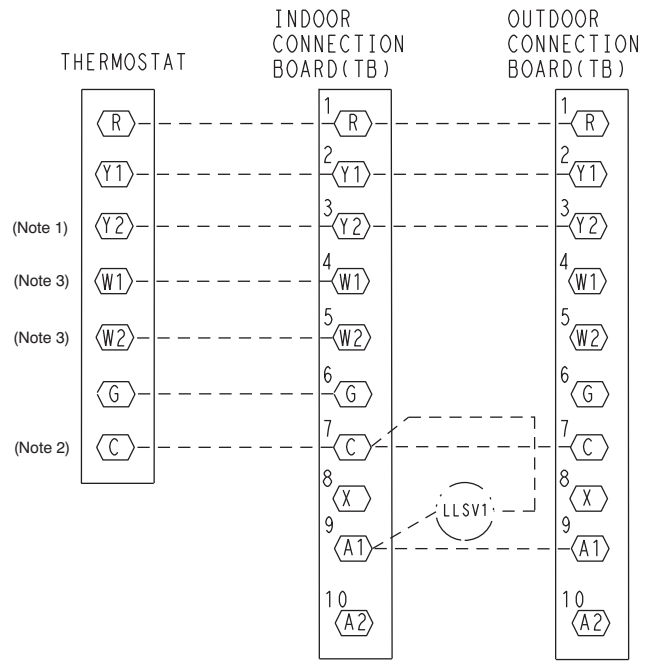 THERMOSTAT
INDOOR
CONNECTION
BOARD(TB)
OUTDOOR
CONNECTION
BOARD(TB)
R 1 R 1 R
Y1 2 Y1 2 Y1
(Note 1) Y2 3 Y2 3 Y2
(Note 3) W1 4 W1 4 W1
(Note 3) W2 5 W2 5 W2
G 6 G 6 G
(Note 2) C 7 C 7 C
8 X 8 X
LLSV1
9 A1 9 A1
10 A2 10 A2